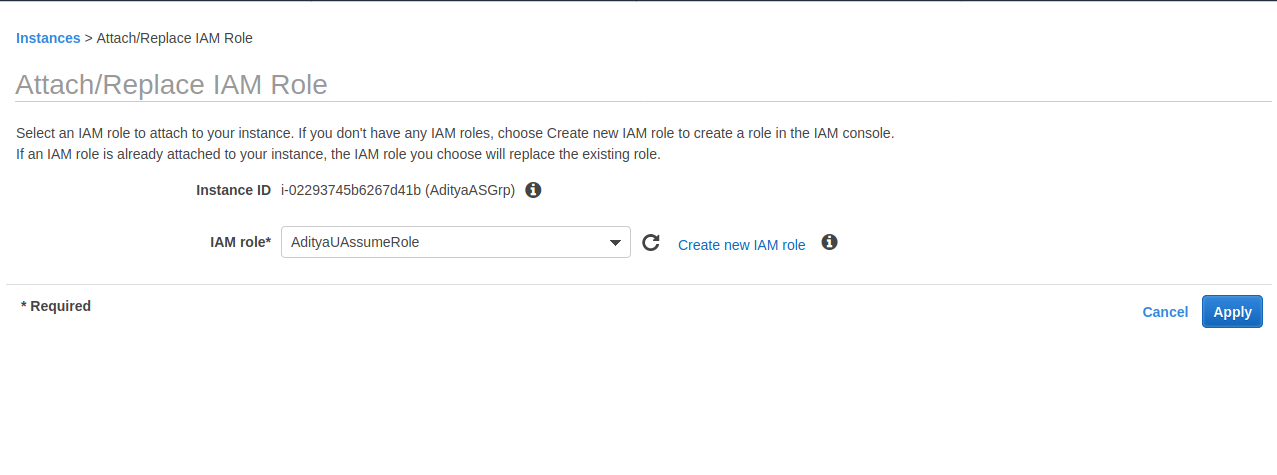 Instances > Attach/Replace IAM Role
Attach/Replace IAM Role
Select an IAM role to attach to your instance. If you don't have any IAM roles, choose Create new IAM role to create a role in the IAM console.
If an IAM role is already attached to your instance, the IAM role you choose will replace the existing role.
Instance ID i-02293745b6267d41b (AdityaASGrp)
IAM role* AdityaUAssumeRole Create new IAM role
* Required
Cancel Apply